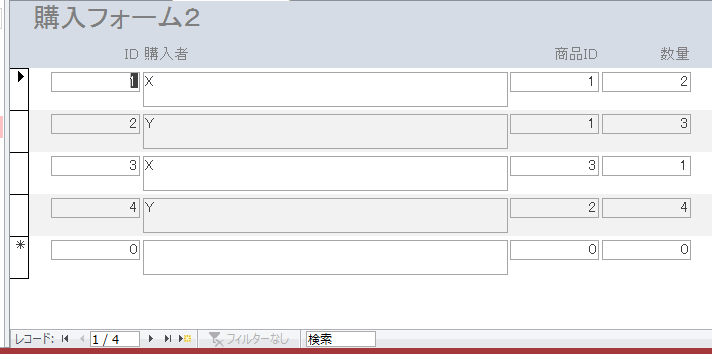 購入フォーム2
ID 購入者 商品ID 数量
1 X 1 2
2 Y 1 3
3 X 3 1
4 Y 2 4
* 0 0 0
レコード: 1 / 4 フィルターなし 検索